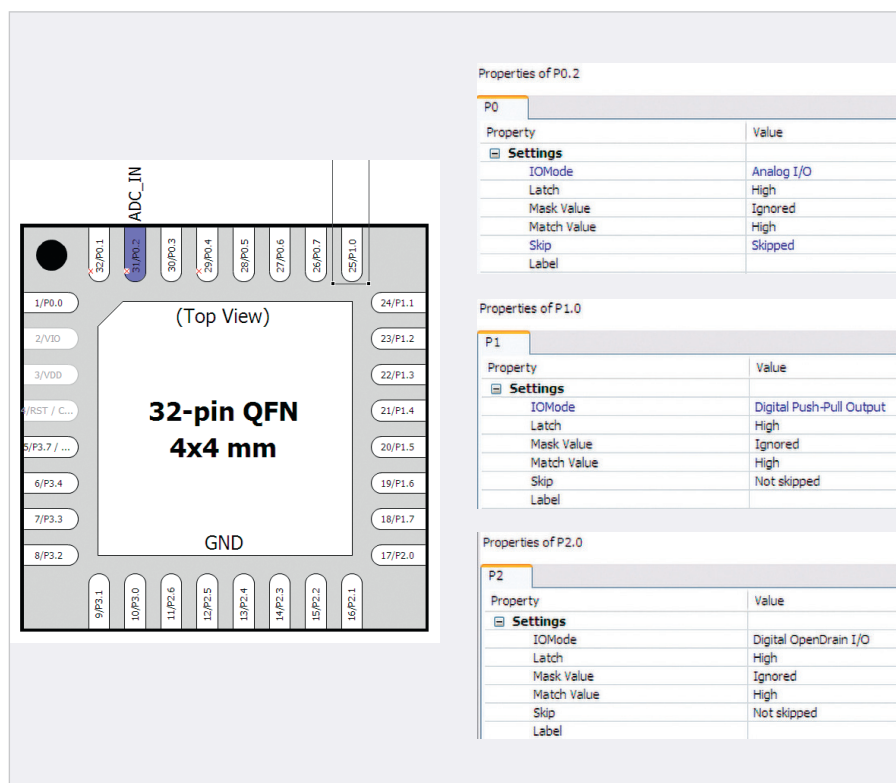 ADC_IN
32/P0.1
31/P0.2
30/P0.3
29/P0.4
28/P0.5
27/P0.6
26/P0.7
25/P1.0
1/P0.0
2/VIO
3/VDD
/RST / C...
5/P3.7 / ...
6/P3.4
7/P3.3
8/P3.2
(Top View)
32-pin QFN
4x4 mm
GND
24/P1.1
23/P1.2
22/P1.3
21/P1.4
20/P1.5
19/P1.6
18/P1.7
17/P2.0
9/P3.1
10/P3.0
11/P2.6
12/P2.5
13/P2.4
14/P2.3
15/P2.2
16/P2.1
Properties of P0.2
P0
Property Value
Settings
IOMode Analog I/O
Latch High
Mask Value Ignored
Match Value High
Skip Skipped
Label
Properties of P1.0
P1
Property Value
Settings
IOMode Digital Push-Pull Output
Latch High
Mask Value Ignored
Match Value High
Skip Not skipped
Label
Properties of P2.0
P2
Property Value
Settings
IOMode Digital OpenDrain I/O
Latch High
Mask Value Ignored
Match Value High
Skip Not skipped
Label